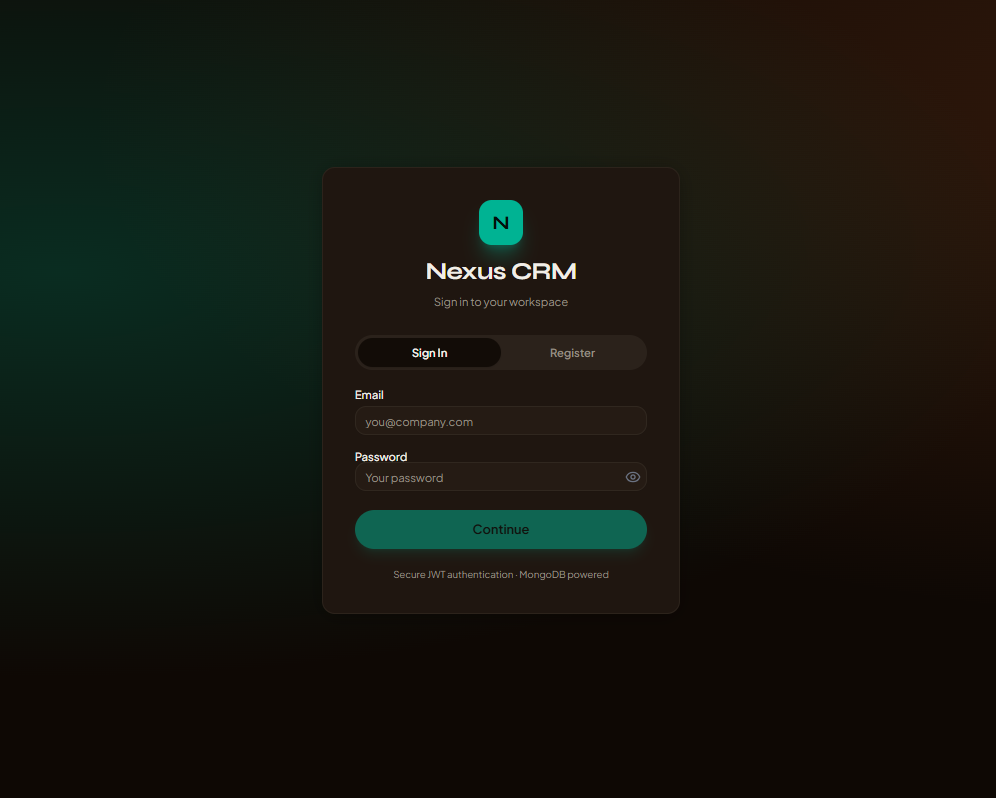 N
Nexus CRM
Sign in to your workspace
Sign In Register
Email
you@company.com
Password
Your password
Continue
Secure JWT authentication · MongoDB powered